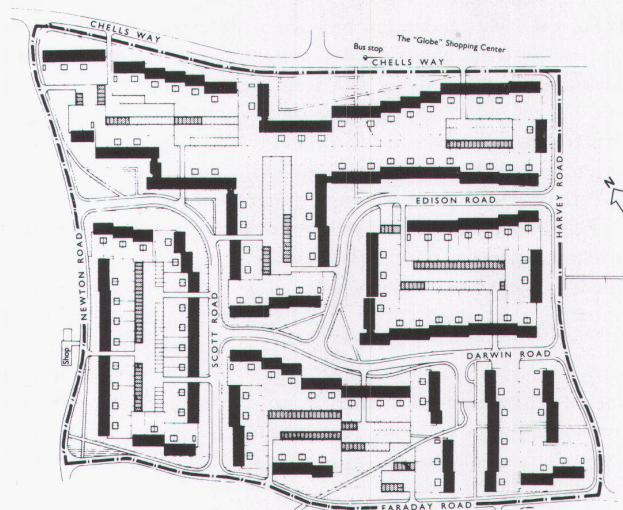 CHELLS WAY
Bus stop
The "Globe" Shopping Center
CHELLS WAY
N
EDISON ROAD
HARVEY ROAD
NEWTON ROAD
SCOTT ROAD
Shop
DARWIN ROAD
FARADAY ROAD